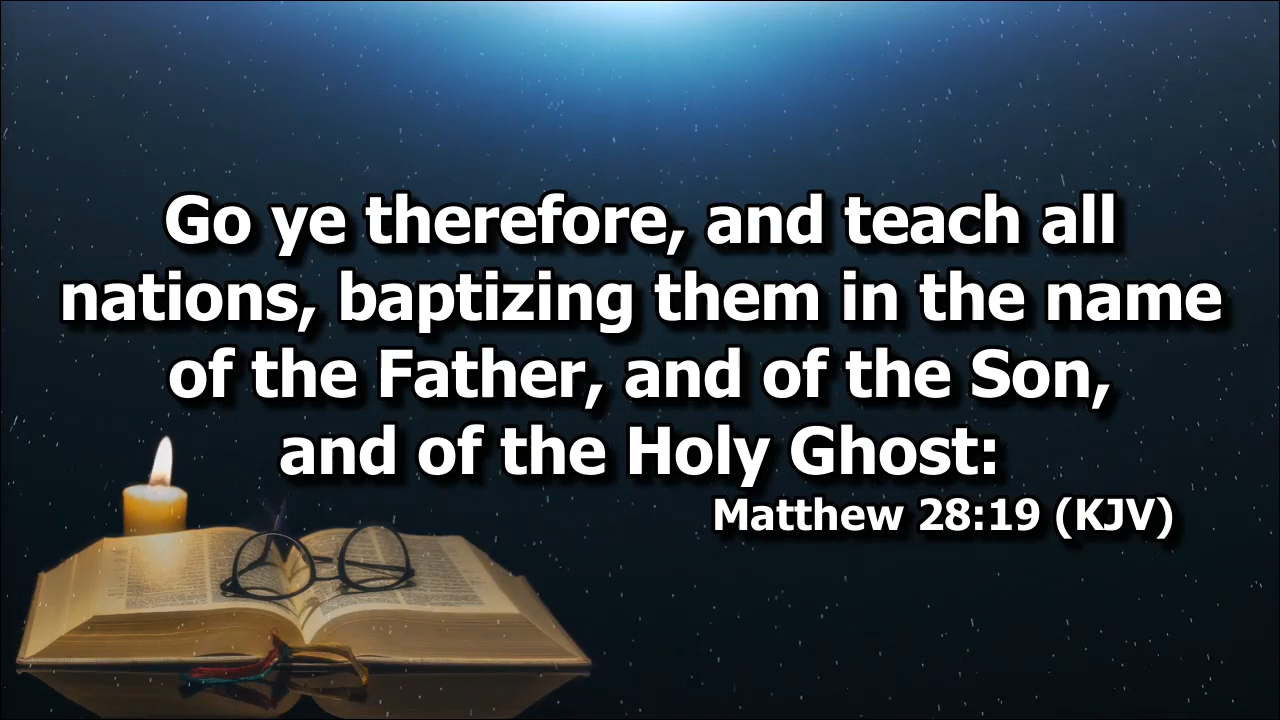 Go ye therefore, and teach all
nations, baptizing them in the name
of the Father, and of the Son,
and of the Holy Ghost:
Matthew 28:19 (KJV)